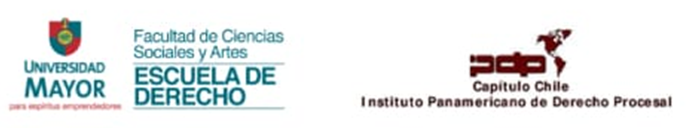 UNIVERSIDAD
MAYOR
para espíritus emprendedores
Facultad de Ciencias
Sociales y Artes
ESCUELA DE
DERECHO
pdp
Capítulo Chile
Instituto Panamericano de Derecho Procesal